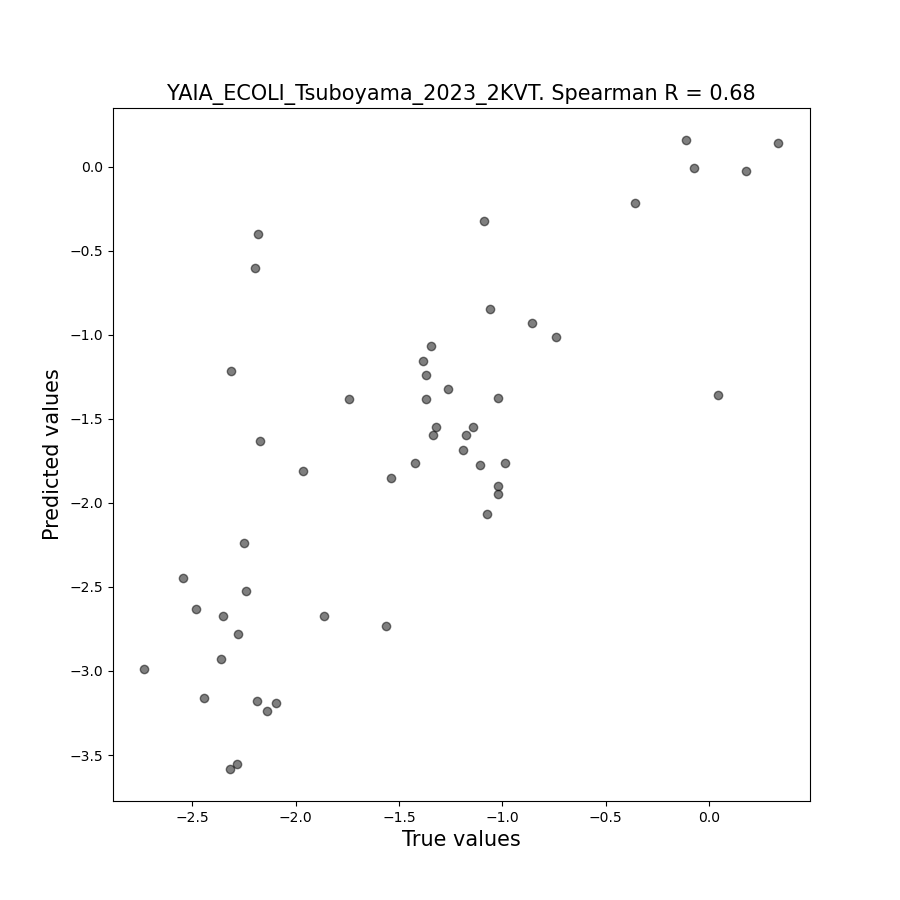 YAIA_ECOLI_Tsuboyama_2023_2KVT. Spearman R = 0.68
0.0
−0.5
−1.0
−1.5
−2.0
−2.5
−3.0
−3.5
Predicted values
−2.5 −2.0 −1.5 −1.0 −0.5 0.0
True values